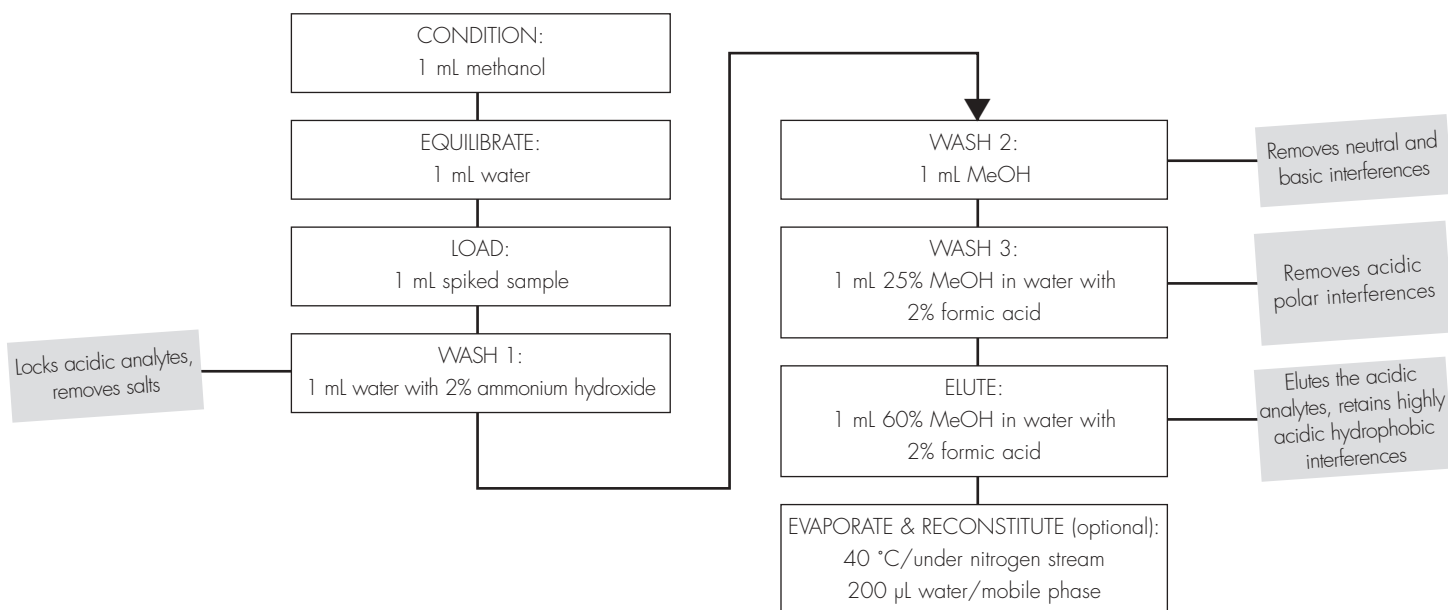 CONDITION:
1 mL methanol
EQUILIBRATE:
1 mL water
LOAD:
1 mL spiked sample
Locks acidic analytes,
removes salts
WASH 1:
1 mL water with 2% ammonium hydroxide
WASH 2:
1 mL MeOH
Removes neutral and
basic interferences
WASH 3:
1 mL 25% MeOH in water with
2% formic acid
Removes acidic
polar interferences
ELUTE:
1 mL 60% MeOH in water with
2% formic acid
Elutes the acidic
analytes, retains highly
acidic hydrophobic
interferences
EVAPORATE & RECONSTITUTE (optional):
40 °C/under nitrogen stream
200 µL water/mobile phase